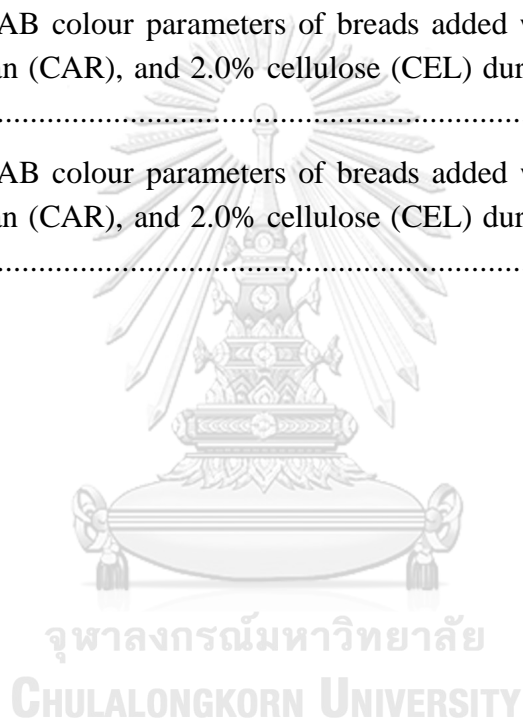 AB colour parameters of breads added
an (CAR), and 2.0% cellulose (CEL) dur
................................................................................
AB colour parameters of breads added
an (CAR), and 2.0% cellulose (CEL) dur
................................................................................
จุฬาลงกรณ์มหาวิทยาลัย
CHULALONGKORN UNIVERSITY